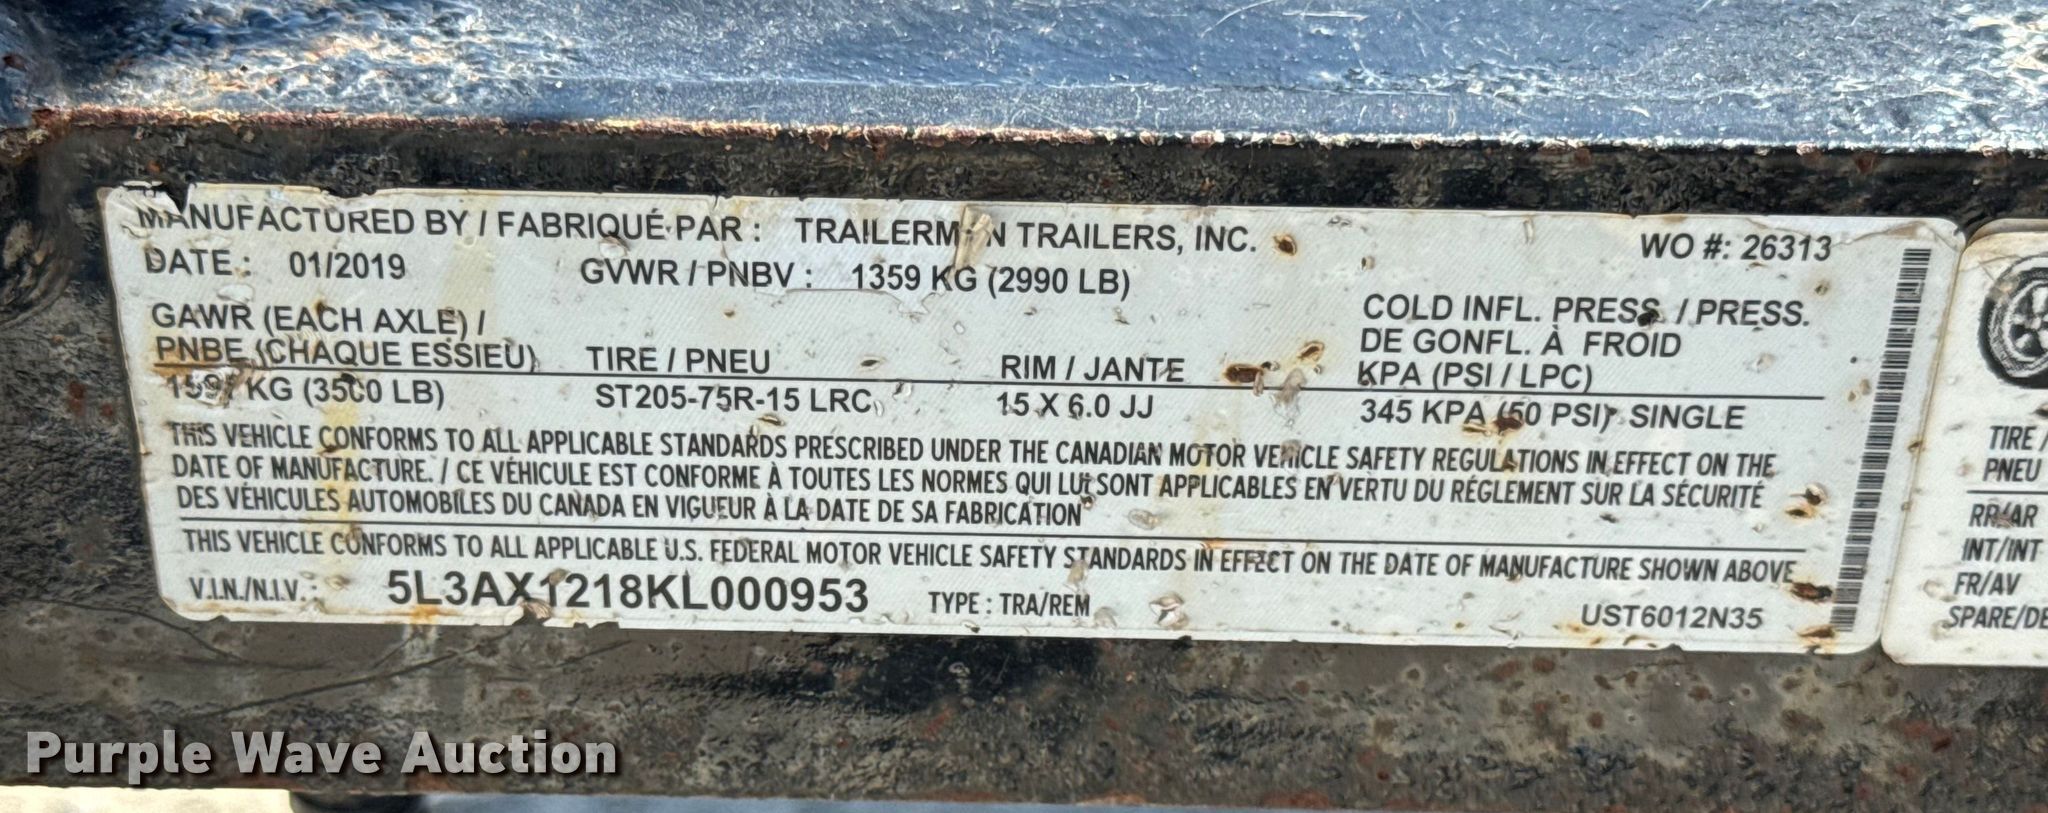 MANUFACTURED BY / FABRIQUÉ PAR : TRAILERMAN TRAILERS, INC. WO #: 26313
DATE : 01/2019 GVWR / PNBV : 1359 KG (2990 LB)
GAWR (EACH AXLE) /
PNBE (CHAQUE ESSIEU) TIRE / PNEU RIM / JANTE
COLD INFL. PRESS. / PRESS.
DE GONFL. À FROID
KPA (PSI / LPC)
KG (3500 LB) ST205-75R-15 LRC 15 X 6.0 JJ 345 KPA (50 PSI) SINGLE
THIS VEHICLE CONFORMS TO ALL APPLICABLE STANDARDS PRESCRIBED UNDER THE CANADIAN MOTOR VEHICLE SAFETY REGULATIONS IN EFFECT ON THE
DATE OF MANUFACTURE. / CE VÉHICULE EST CONFORME À TOUTES LES NORMES QUI LUI SONT APPLICABLES EN VERTU DU RÉGLEMENT SUR LA SÉCURITÉ
DES VÉHICULES AUTOMOBILES DU CANADA EN VIGUEUR À LA DATE DE SA FABRICATION
THIS VEHICLE CONFORMS TO ALL APPLICABLE U.S. FEDERAL MOTOR VEHICLE SAFETY STANDARDS IN EFFECT ON THE DATE OF MANUFACTURE SHOWN ABOVE
V.I.N./N.I.V.: 5L3AX1218KL000953 TYPE : TRA/REM UST6012N35
TIRE /
PNEU
RR/AR
INT/INT
FR/AV
SPARE/DE
Purple Wave Auction